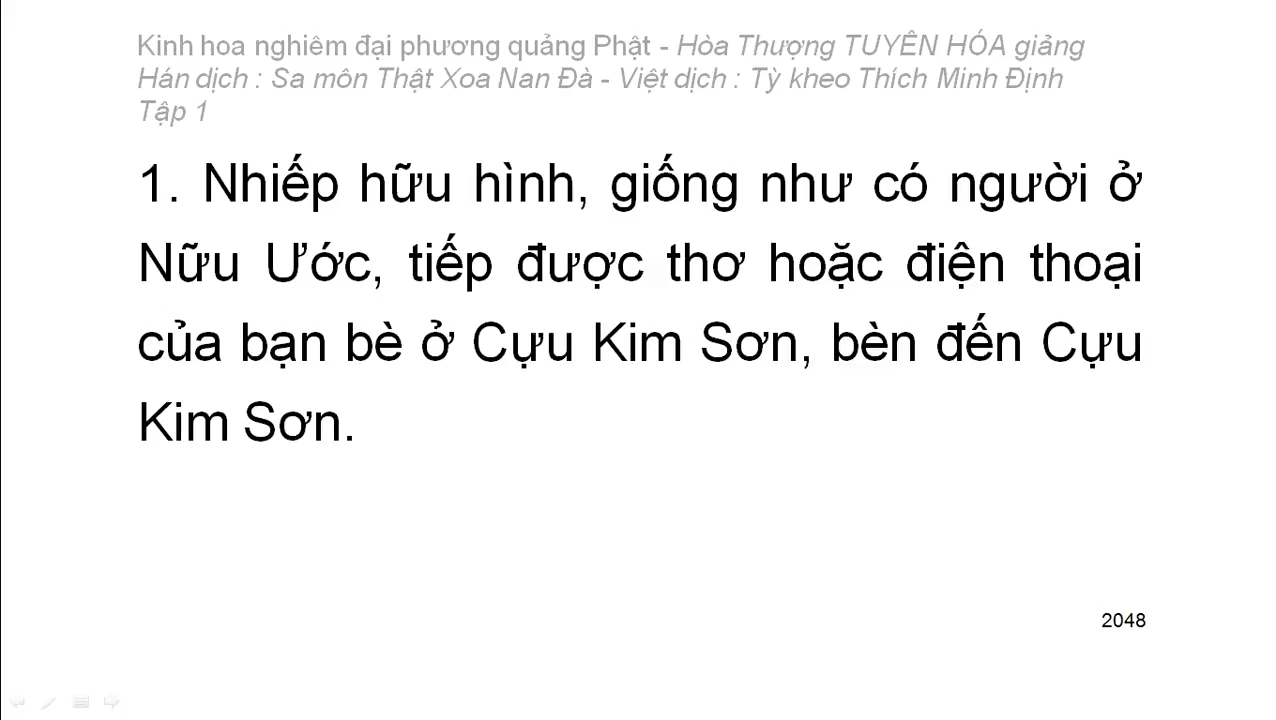 Kinh hoa nghiêm đại phương quảng Phật - Hòa Thượng TUYÊN HÓA giảng
Hán dịch : Sa môn Thật Xoa Nan Đà - Việt dịch : Tỳ kheo Thích Minh Định
Tập 1
1. Nhiếp hữu hình, giống như có người ở
Nữu Ước, tiếp được thơ hoặc điện thoại
của bạn bè ở Cựu Kim Sơn, bèn đến Cựu
Kim Sơn.
2048